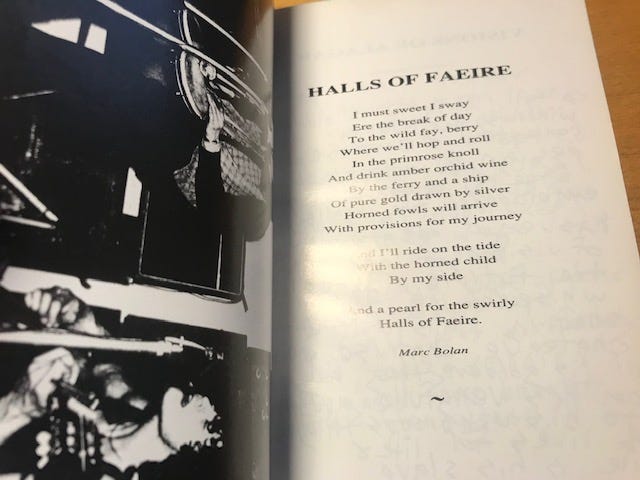 HALLS OF FAEIRE
I must sweet I sway
Ere the break of day
To the wild fay, berry
Where we'll hop and roll
In the primrose knoll
And drink amber orchid wine
By the ferry and a ship
Of pure gold drawn by silver
Horned fowls will arrive
With provisions for my journey
And I'll ride on the tide
With the horned child
By my side
And a pearl for the swirly
Halls of Faeire.
Marc Bolan
~